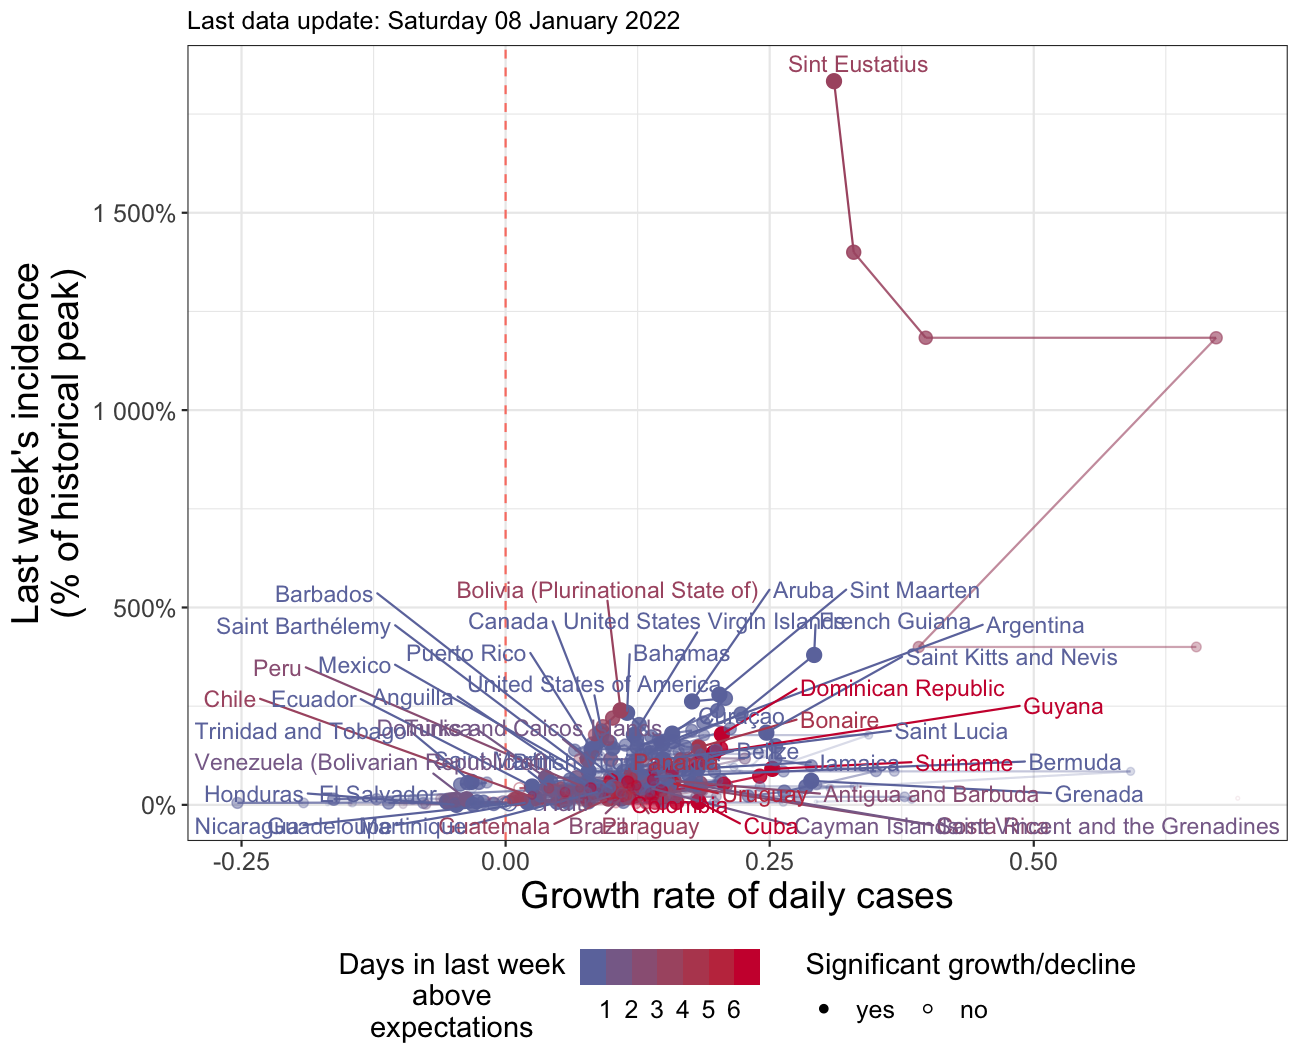 Last data update: Saturday 08 January 2022
Sint Eustatius
1 500%
1 000%
500%
0%
Last week's incidence
(% of historical peak)
Barbados
Bolivia (Plurinational State of)
Aruba
Sint Maarten
Saint Barthélemy
Canada
United States Virgin Islands
French Guiana
Argentina
Puerto Rico
Bahamas
Saint Kitts and Nevis
Peru
Mexico
United States of America
Dominican Republic
Chile
Ecuador
Anguilla
Guyana
Curaçao
Bonaire
Trinidad and Tobago
Turks and Caicos Islands
Saint Lucia
Belize
Venezuela (Bolivarian Republic of)
Panama
Jamaica
Suriname
Bermuda
Honduras
El Salvador
Uruguay
Antigua and Barbuda
Grenada
Colombia
Nicaragua
Guadeloupe
Martinique
Guatemala
Brazil
Paraguay
Cuba
Cayman Islands
Costa Rica
Saint Vincent and the Grenadines
-0.25
0.00
0.25
0.50
Growth rate of daily cases
Days in last week
above
expectations
1 2 3 4 5 6
Significant growth/decline
yes
no